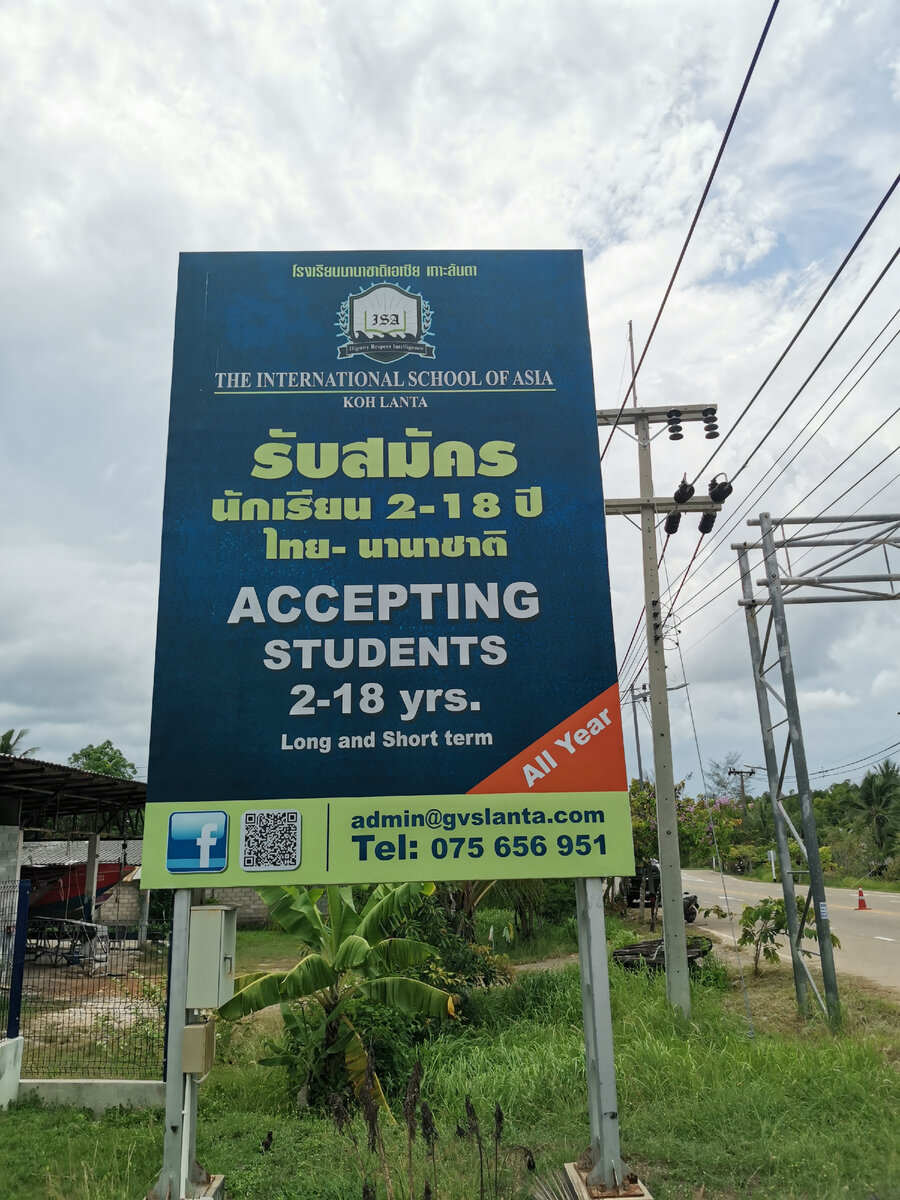 โรงเรียนนานาชาติเอเชีย เกาะลันตา
ISA
Dignity Respect Intelligence
THE INTERNATIONAL SCHOOL OF ASIA
KOH LANTA
รับสมัคร
นักเรียน 2-18 ปี
ไทย- นานาชาติ
ACCEPTING
STUDENTS
2-18 yrs.
Long and Short term
All Year
f
admin@gvslanta.com
Tel: 075 656 951